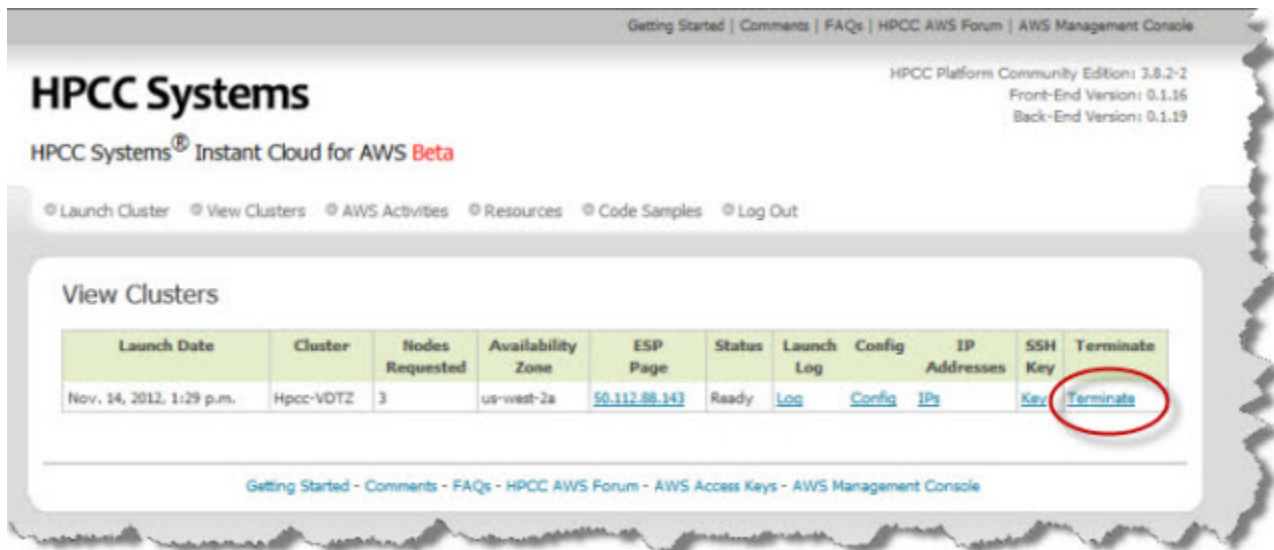 Getting Started | Comments | FAQs | HPCC AWS Forum | AWS Management Console
HPCC Systems
HPCC Platform Community Edition: 3.8.2-2
Front-End Version: 0.1.16
Back-End Version: 0.1.19
HPCC Systems® Instant Cloud for AWS Beta
Launch Cluster View Clusters AWS Activities Resources Code Samples Log Out
View Clusters
Launch Date Cluster Nodes Requested Availability Zone ESP Page Status Launch Log Config IP Addresses SSH Key Terminate
Nov. 14, 2012, 1:29 p.m. Hpcc-VDTZ 3 us-west-2a 50.112.88.143 Ready Log Config IPs Key Terminate
Getting Started - Comments - FAQs - HPCC AWS Forum - AWS Access Keys - AWS Management Console